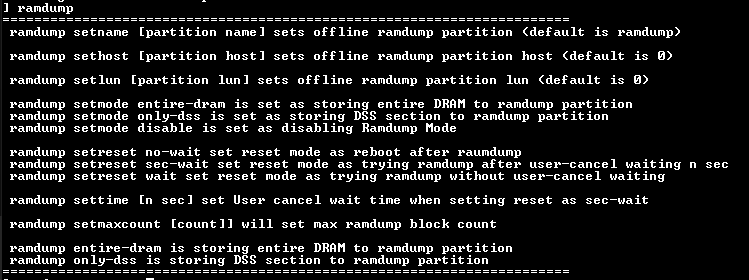 ] ramdump
======================================================================
ramdump setname [partition name] sets offline ramdump partition (default is ramdump)
ramdump sethost [partition host] sets offline ramdump partition host (default is 0)
ramdump setlun [partition lun] sets offline ramdump partition lun (default is 0)
ramdump setmode entire-dram is set as storing entire DRAM to ramdump partition
ramdump setmode only-dss is set as storing DSS section to ramdump partition
ramdump setmode disable is set as disabling Ramdump Mode
ramdump setreset no-wait set reset mode as reboot after raumdump
ramdump setreset sec-wait set reset mode as trying ramdump after user-cancel waiting n sec
ramdump setreset wait set reset mode as trying ramdump without user-cancel waiting
ramdump settime [n sec] set User cancel wait time when setting reset as sec-wait
ramdump setmaxcount [count]] will set max ramdump block count
ramdump entire-dram is storing entire DRAM to ramdump partition
ramdump only-dss is storing DSS section to ramdump partition
======================================================================